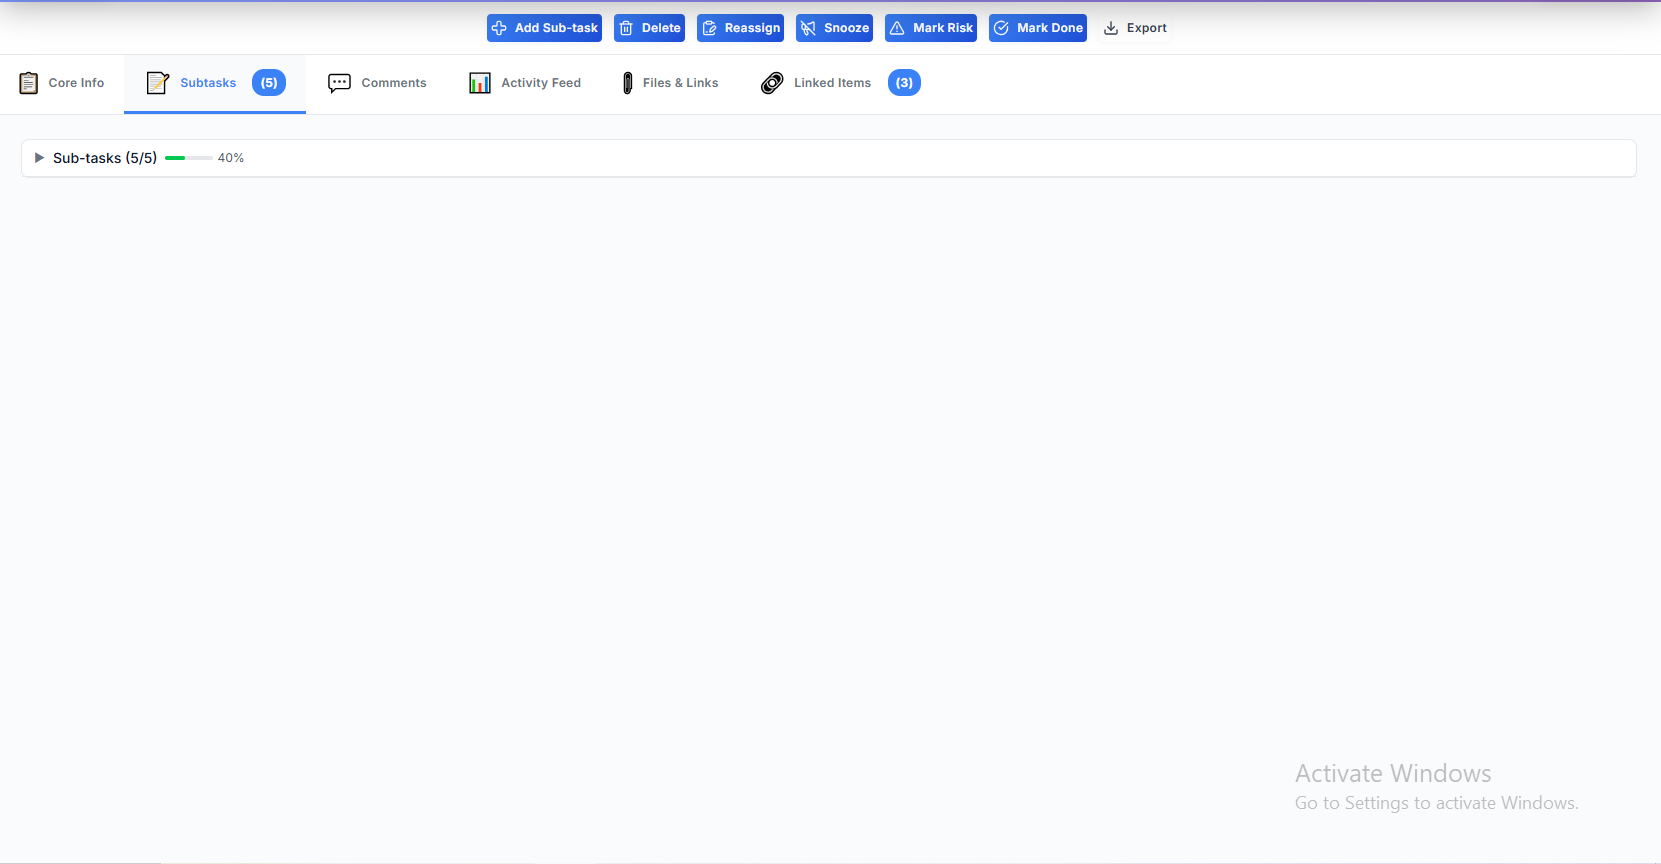 Add Sub-task Delete Reassign Snooze Mark Risk Mark Done Export
Core Info Subtasks (5) Comments Activity Feed Files & Links Linked Items (3)
Sub-tasks (5/5) 40%
Activate Windows
Go to Settings to activate Windows.